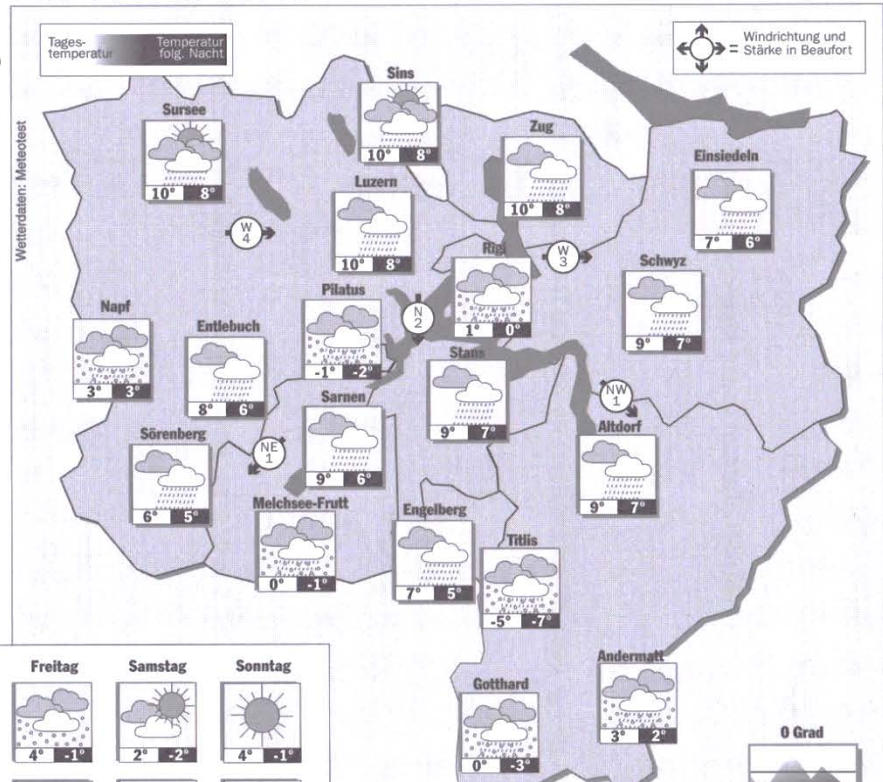 Tages-
temperatur
Temperatur
folg. Nacht
Windrichtung und
= Stärke in Beaufort
Wetterdaten: Meteotest
Sins
10° 8°
Sursee
10° 8°
Zug
10° 8°
Einsiedeln
7° 6°
Luzern
10° 8°
W
4
W
3
Rigi
1° 0°
Schwyz
9° 7°
Pilatus
-1° -2°
N
2
Napf
3° 3°
Entlebuch
8° 6°
Stans
9° 7°
Sarnen
9° 6°
NW
1
Altdorf
9° 7°
Sörenberg
6° 5°
NE
1
Melchsee-Frutt
0° -1°
Engelberg
7° 5°
Titlis
-5° -7°
Andermatt
3° 2°
Gotthard
0° -3°
Freitag
4° -1°
Samstag
2° -2°
Sonntag
4° -1°
0 Grad